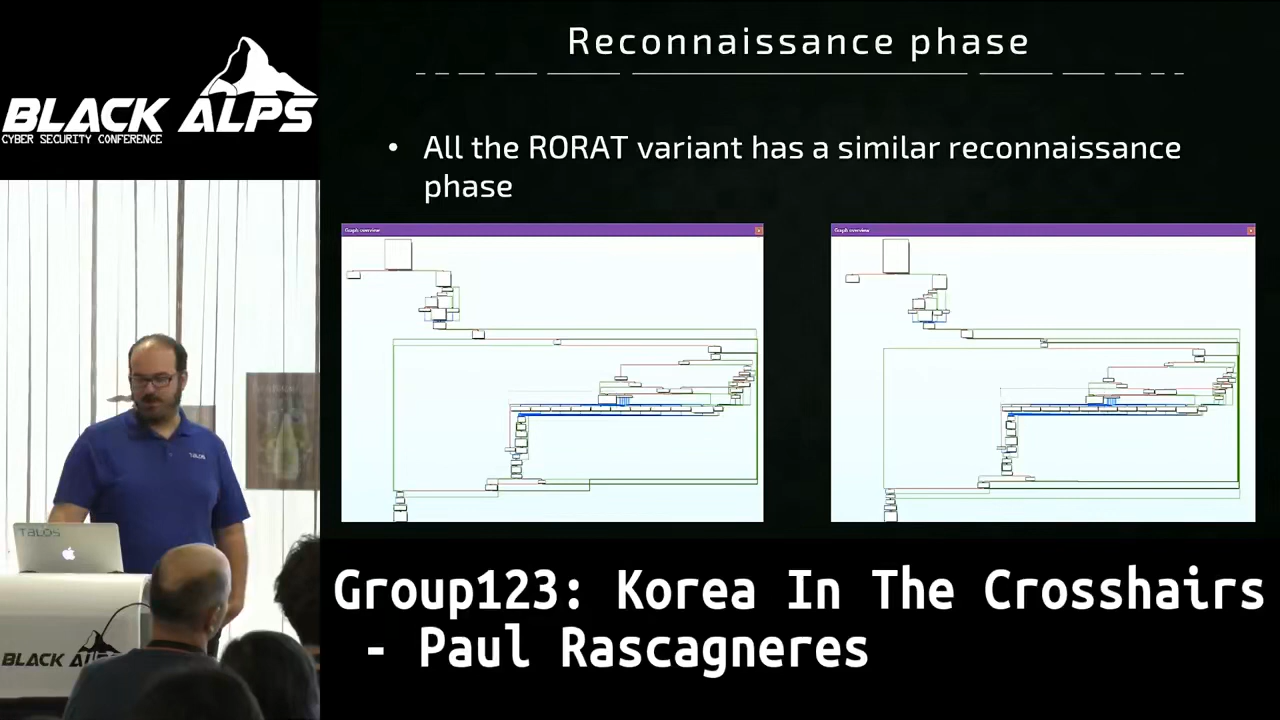 Reconnaissance phase
BLACK ALPS
CYBER SECURITY CONFERENCE
• All the RORAT variant has a similar reconnaissance
phase
Graph overview
Graph overview
TALOS
TALOS
BLACK ALPS
Group123: Korea In The Crosshairs
- Paul Rascagneres